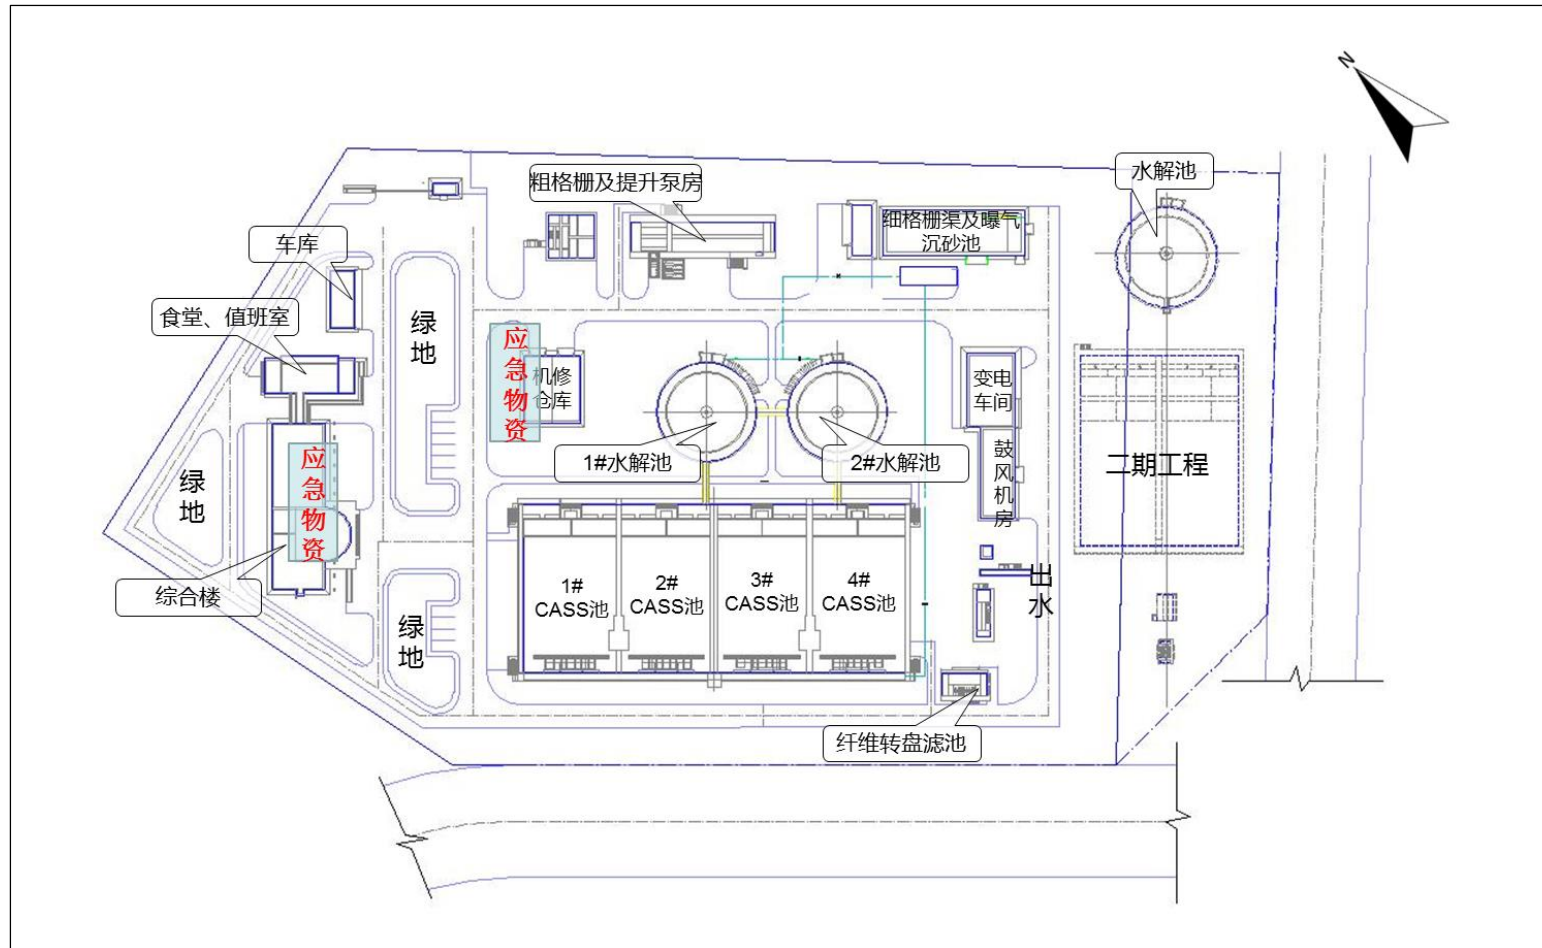 N
水解池
粗格栅及提升泵房
细格栅渠及曝气
沉砂池
车库
食堂、值班室
绿地
应急物资
机修
仓库
变电
车间
1#水解池
2#水解池
鼓风机房
二期工程
绿地
应急物资
综合楼
绿地
1#
CASS池
2#
CASS池
3#
CASS池
4#
CASS池
出水
纤维转盘滤池